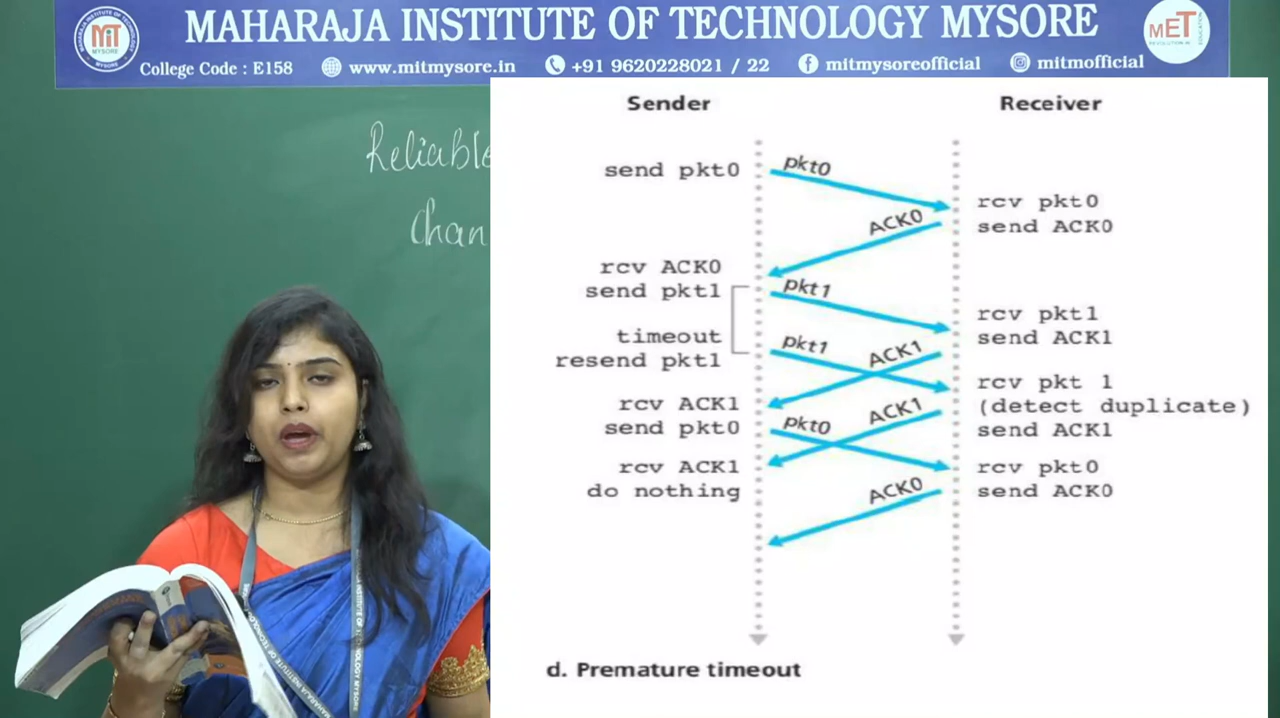 MAHARAJA INSTITUTE OF TECHNOLOGY MYSORE
MIT
MYSORE
MET
College Code : E158 www.mitmysore.in +91 9620228021 / 22 mitmysoreofficial mitmofficial
Reliable
Chan
Sender Receiver
send pkt0
pkt0
rcv pkt0
ACK0
send ACK0
rcv ACK0
send pkt1
pkt1
rcv pkt1
send ACK1
timeout
resend pkt1
pkt1
ACK1
rcv pkt 1
(detect duplicate)
send ACK1
rcv ACK1
send pkt0
pkt0
ACK1
rcv ACK1
do nothing
rcv pkt0
send ACK0
ACK0
d. Premature timeout